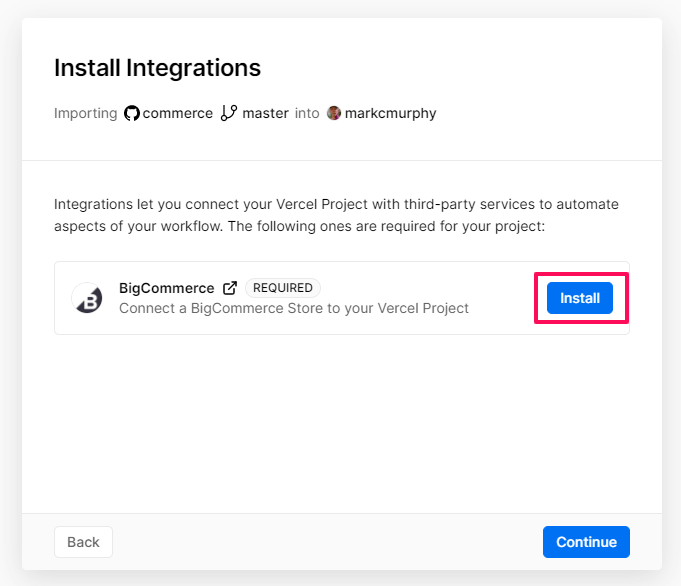 Install Integrations
Importing commerce master into markcmurphy
Integrations let you connect your Vercel Project with third-party services to automate
aspects of your workflow. The following ones are required for your project:
B
BigCommerce REQUIRED
Connect a BigCommerce Store to your Vercel Project
Install
Back
Continue